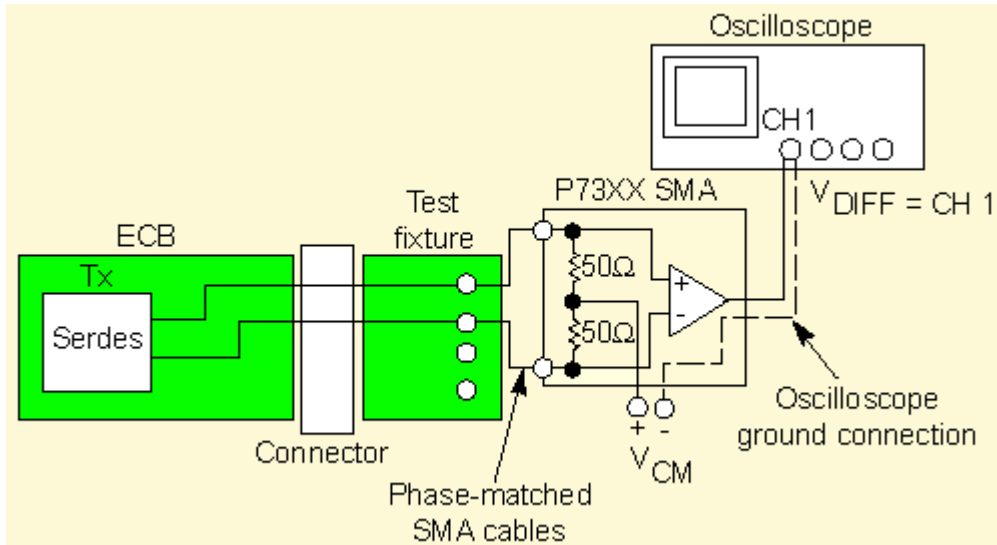 Oscilloscope
CH1
P73XX SMA
V DIFF = CH 1
Test
fixture
ECB
Tx
Serdes
50Ω
+
-
50Ω
+
-
V CM
Oscilloscope
ground connection
Connector
Phase-matched
SMA cables